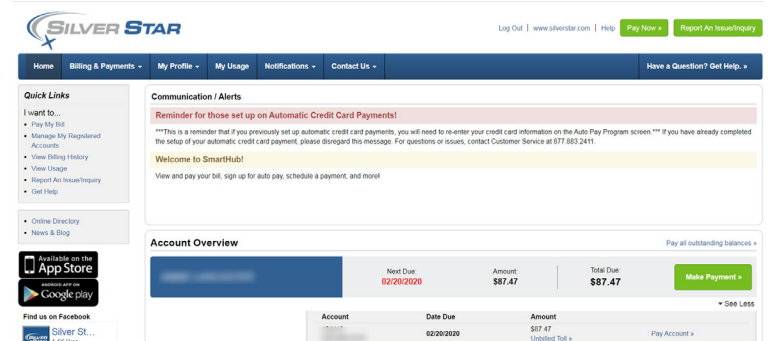 SILVER STAR
Log Out | www.silverstar.com | Help
Pay Now »
Report An Issue/Inquiry
Home
Billing & Payments
My Profile
My Usage
Notifications
Contact Us
Have a Question? Get Help. »
Quick Links
I want to...
• Pay My Bill
• Manage My Registered
Accounts
• View Billing History
• View Usage
• Report An Issue/Inquiry
• Get Help
• Online Directory
• News & Blog
Available on the
App Store
ANDROID APP ON
Google play
Find us on Facebook
SILVER
Silver St...
Communication / Alerts
Reminder for those set up on Automatic Credit Card Payments!
***This is a reminder that if you previously set up automatic credit card payments, you will need to re-enter your credit card information on the Auto Pay Program screen.*** If you have already completed
the setup of your automatic credit card payment, please disregard this message. For questions or issues, contact Customer Service at 877.883.2411.
Welcome to SmartHub!
View and pay your bill, sign up for auto pay, schedule a payment, and more!
Account Overview
Pay all outstanding balances »
Next Due:
02/20/2020
Amount:
$87.47
Total Due:
$87.47
Make Payment »
See Less
Account
Date Due
Amount
02/20/2020
$87.47
Unbilled Toll »
Pay Account »